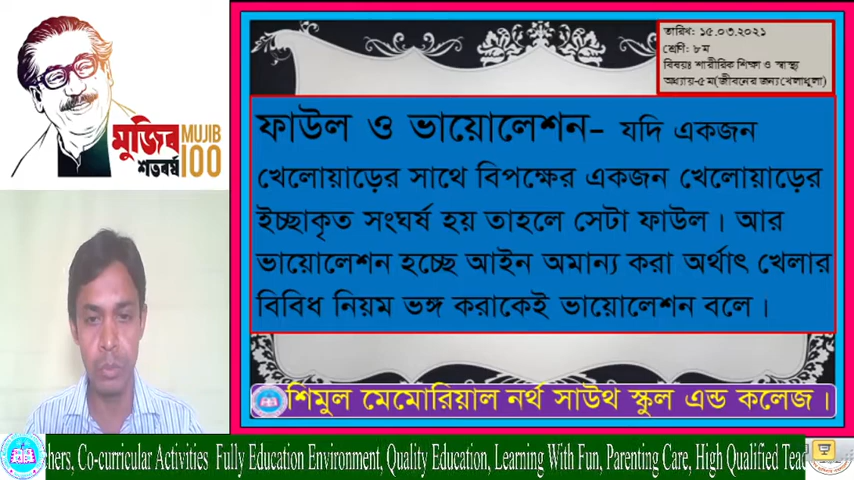 মুজিব
শতবর্ষ
MUJIB
100
তারিখ: ১৫.০৩.২০২১
শ্রেণি: ৮ম
বিষয়ঃ শারীরিক শিক্ষা ও স্বাস্থ্য
অধ্যায়-৫ম(জীবনের জন্যখেলাধুলা)
ফাউল ও ভায়োলেশন- যদি একজন
খেলোয়াড়ের সাথে বিপক্ষের একজন খেলোয়াড়ের
ইচ্ছাকৃত সংঘর্ষ হয় তাহলে সেটা ফাউল। আর
ভায়োলেশন হচ্ছে আইন অমান্য করা অর্থাৎ খেলার
বিবিধ নিয়ম ভঙ্গ করাকেই ভায়োলেশন বলে।
শিমুল মেমোরিয়াল নর্থ সাউথ স্কুল এন্ড কলেজ।
hers, Co-curricular Activities Fully Education Environment, Quality Education, Learning With Fun, Parenting Care, High Qualified Tead